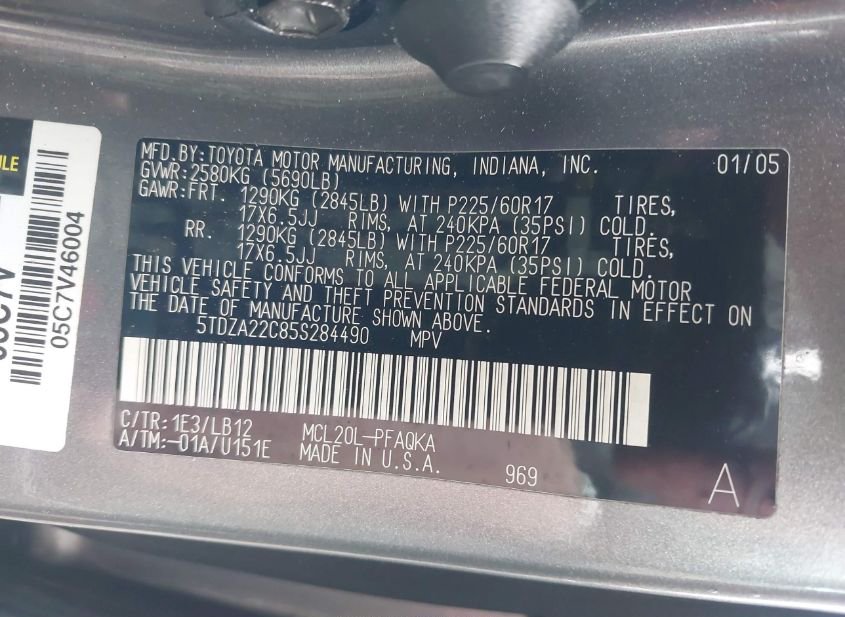 MFD.BY:TOYOTA MOTOR MANUFACTURING, INDIANA, INC. 01/05
GVWR:2580KG (5690LB)
GAWR:FRT. 1290KG (2845LB) WITH P225/60R17 TIRES,
17X6.5JJ RIMS, AT 240KPA (35PSI) COLD.
RR. 1290KG (2845LB) WITH P225/60R17 TIRES,
17X6.5JJ RIMS, AT 240KPA (35PSI) COLD.
THIS VEHICLE CONFORMS TO ALL APPLICABLE FEDERAL MOTOR
VEHICLE SAFETY AND THEFT PREVENTION STANDARDS IN EFFECT ON
THE DATE OF MANUFACTURE SHOWN ABOVE.
5TDZA22C85S284490 MPV
C/TR:1E3/LB12 MCL20L-PFAQKA
A/TM:-01A/U151E MADE IN U.S.A.
969
A
05C7V46004